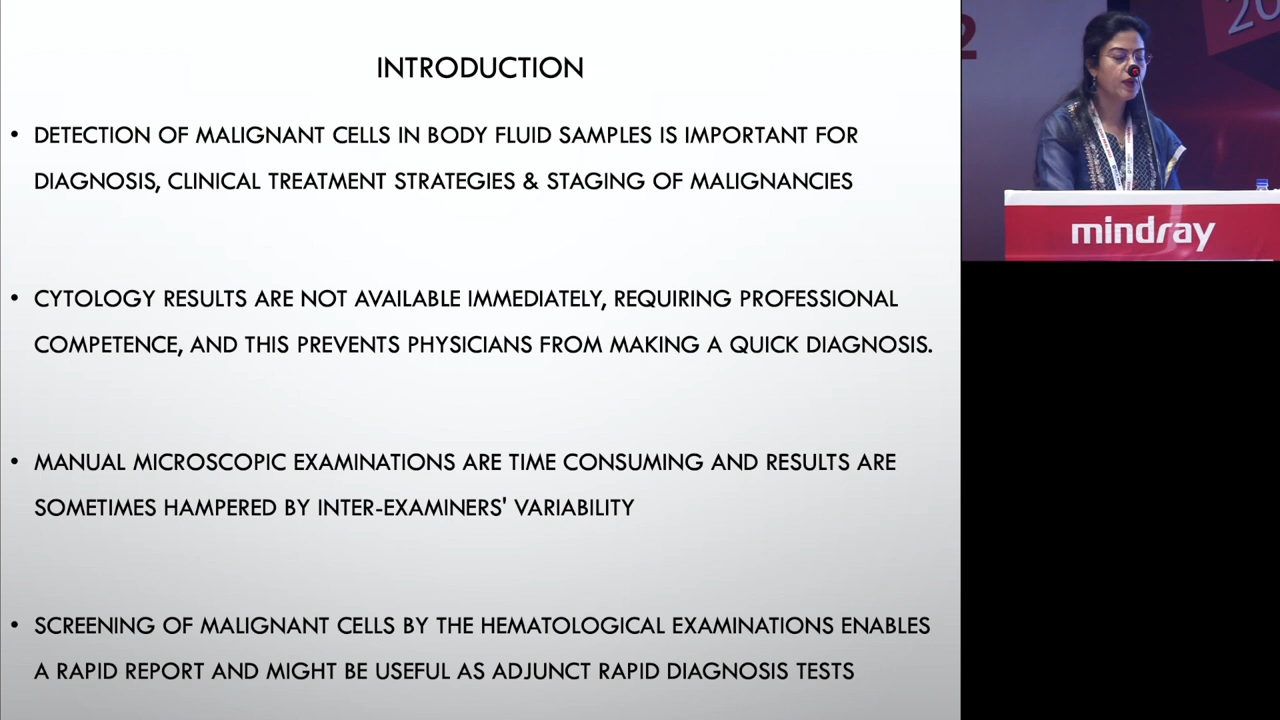 INTRODUCTION
• DETECTION OF MALIGNANT CELLS IN BODY FLUID SAMPLES IS IMPORTANT FOR
DIAGNOSIS, CLINICAL TREATMENT STRATEGIES & STAGING OF MALIGNANCIES
• CYTOLOGY RESULTS ARE NOT AVAILABLE IMMEDIATELY, REQUIRING PROFESSIONAL
COMPETENCE, AND THIS PREVENTS PHYSICIANS FROM MAKING A QUICK DIAGNOSIS.
• MANUAL MICROSCOPIC EXAMINATIONS ARE TIME CONSUMING AND RESULTS ARE
SOMETIMES HAMPERED BY INTER-EXAMINERS' VARIABILITY
• SCREENING OF MALIGNANT CELLS BY THE HEMATOLOGICAL EXAMINATIONS ENABLES
A RAPID REPORT AND MIGHT BE USEFUL AS ADJUNCT RAPID DIAGNOSIS TESTS
2
20
mindray